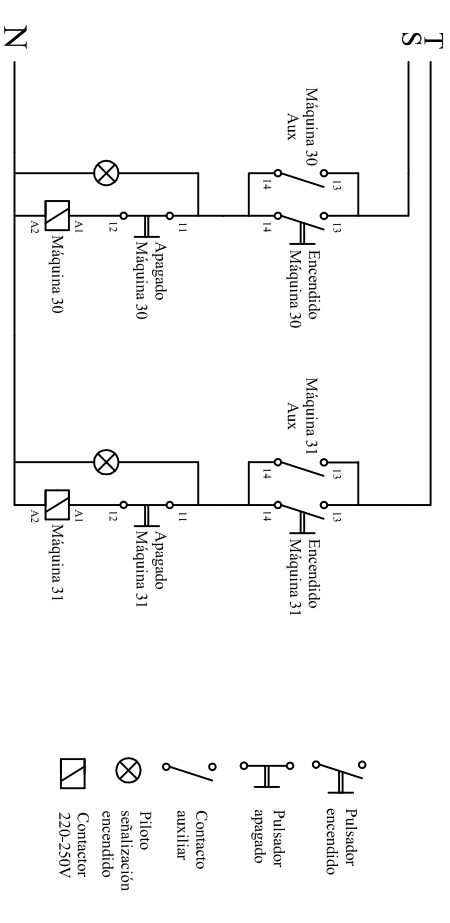 T
S
N
Máquina 30
Aux
13
14
13
14
Encendido
Máquina 30
11
12
Apagado
Máquina 30
A1
A2
Máquina 30
Máquina 31
Aux
13
14
13
14
Encendido
Máquina 31
11
12
Apagado
Máquina 31
A1
A2
Máquina 31
Pulsador
encendido
Pulsador
apagado
Contacto
auxiliar
Piloto
señalización
encendido
Contactor
220-250V